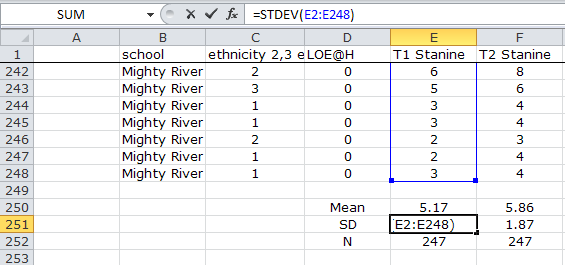 SUM fx =STDEV(E2:E248)
A B C D E F
1 school ethnicity 2,3 e LOE@H T1 Stanine T2 Stanine
242 Mighty River 2 0 6 8
243 Mighty River 3 0 5 6
244 Mighty River 1 0 3 4
245 Mighty River 1 0 3 4
246 Mighty River 2 0 2 3
247 Mighty River 1 0 2 4
248 Mighty River 1 0 3 4
249
250 Mean 5.17 5.86
251 SD E2:E248) 1.87
252 N 247 247
253